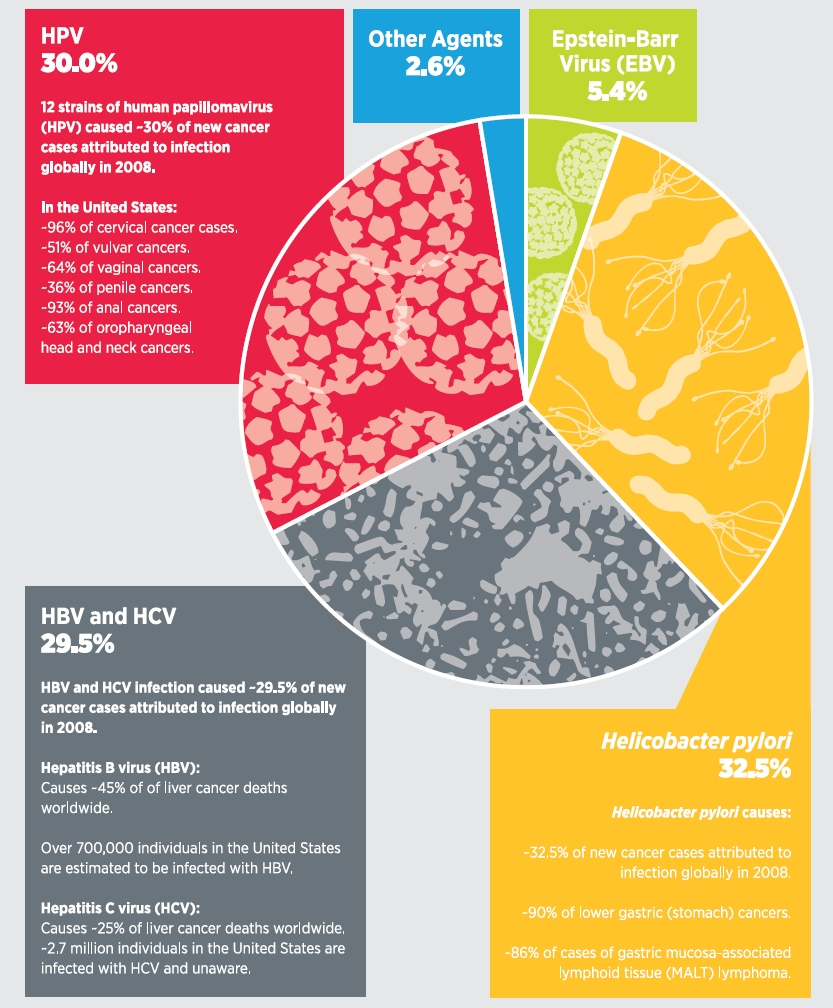 HPV
30.0%
12 strains of human papillomavirus
(HPV) caused ~30% of new cancer
cases attributed to infection
globally in 2008.
In the United States:
~96% of cervical cancer cases.
~51% of vulvar cancers.
~64% of vaginal cancers.
~36% of penile cancers.
~93% of anal cancers.
~63% of oropharyngeal
head and neck cancers.
Other Agents
2.6%
Epstein-Barr
Virus (EBV)
5.4%
HBV and HCV
29.5%
HBV and HCV infection caused ~29.5% of new
cancer cases attributed to infection globally
in 2008.
Hepatitis B virus (HBV):
Causes ~45% of of liver cancer deaths
worldwide.
Over 700,000 individuals in the United States
are estimated to be infected with HBV.
Hepatitis C virus (HCV):
Causes ~25% of liver cancer deaths worldwide.
~2.7 million individuals in the United States are
infected with HCV and unaware.
Helicobacter pylori
32.5%
Helicobacter pylori causes:
~32.5% of new cancer cases attributed to
infection globally in 2008.
~90% of lower gastric (stomach) cancers.
~86% of cases of gastric mucosa-associated
lymphoid tissue (MALT) lymphoma.